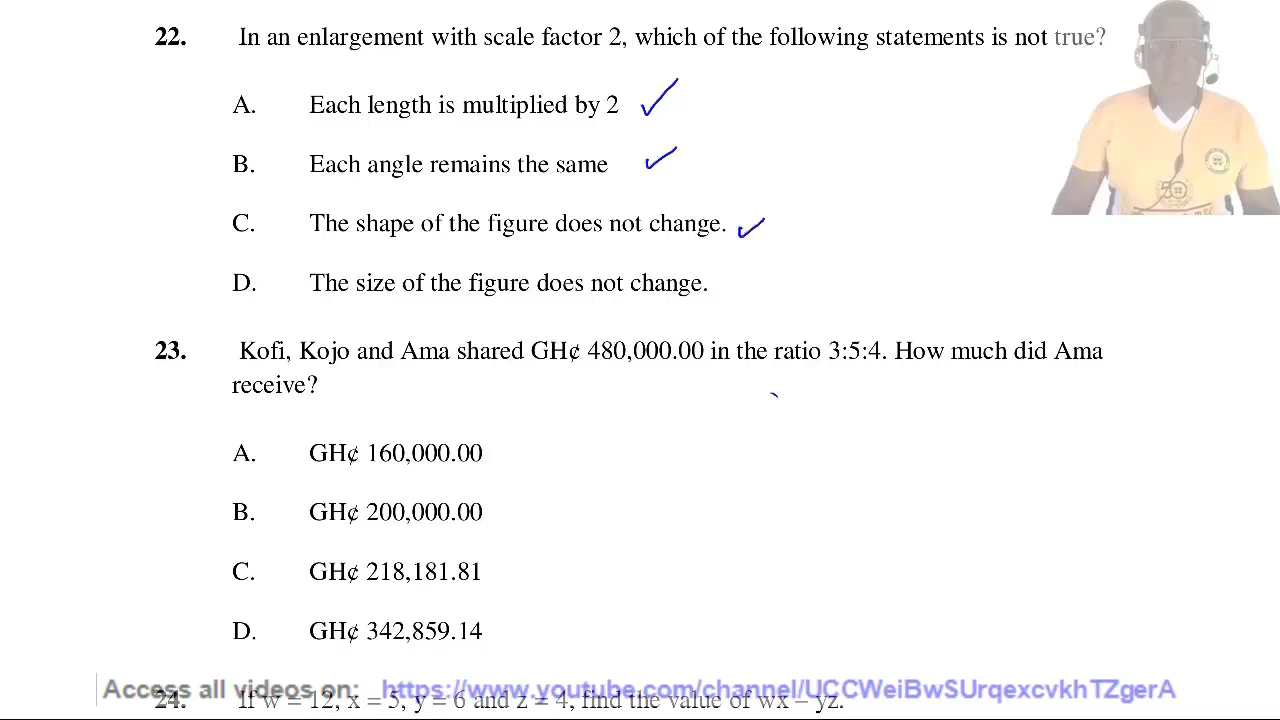 22. In an enlargement with scale factor 2, which of the following statements is not true?
A. Each length is multiplied by 2
B. Each angle remains the same
C. The shape of the figure does not change.
D. The size of the figure does not change.
23. Kofi, Kojo and Ama shared GH¢ 480,000.00 in the ratio 3:5:4. How much did Ama
receive?
A. GH¢ 160,000.00
B. GH¢ 200,000.00
C. GH¢ 218,181.81
D. GH¢ 342,859.14
Access all videos on: https://www.youtube.com/channel/UCCWeiBwSUrqexcvkhTZgerA
24. If w = 12, x = 5, y = 6 and z = 4, find the value of wx – yz.
50